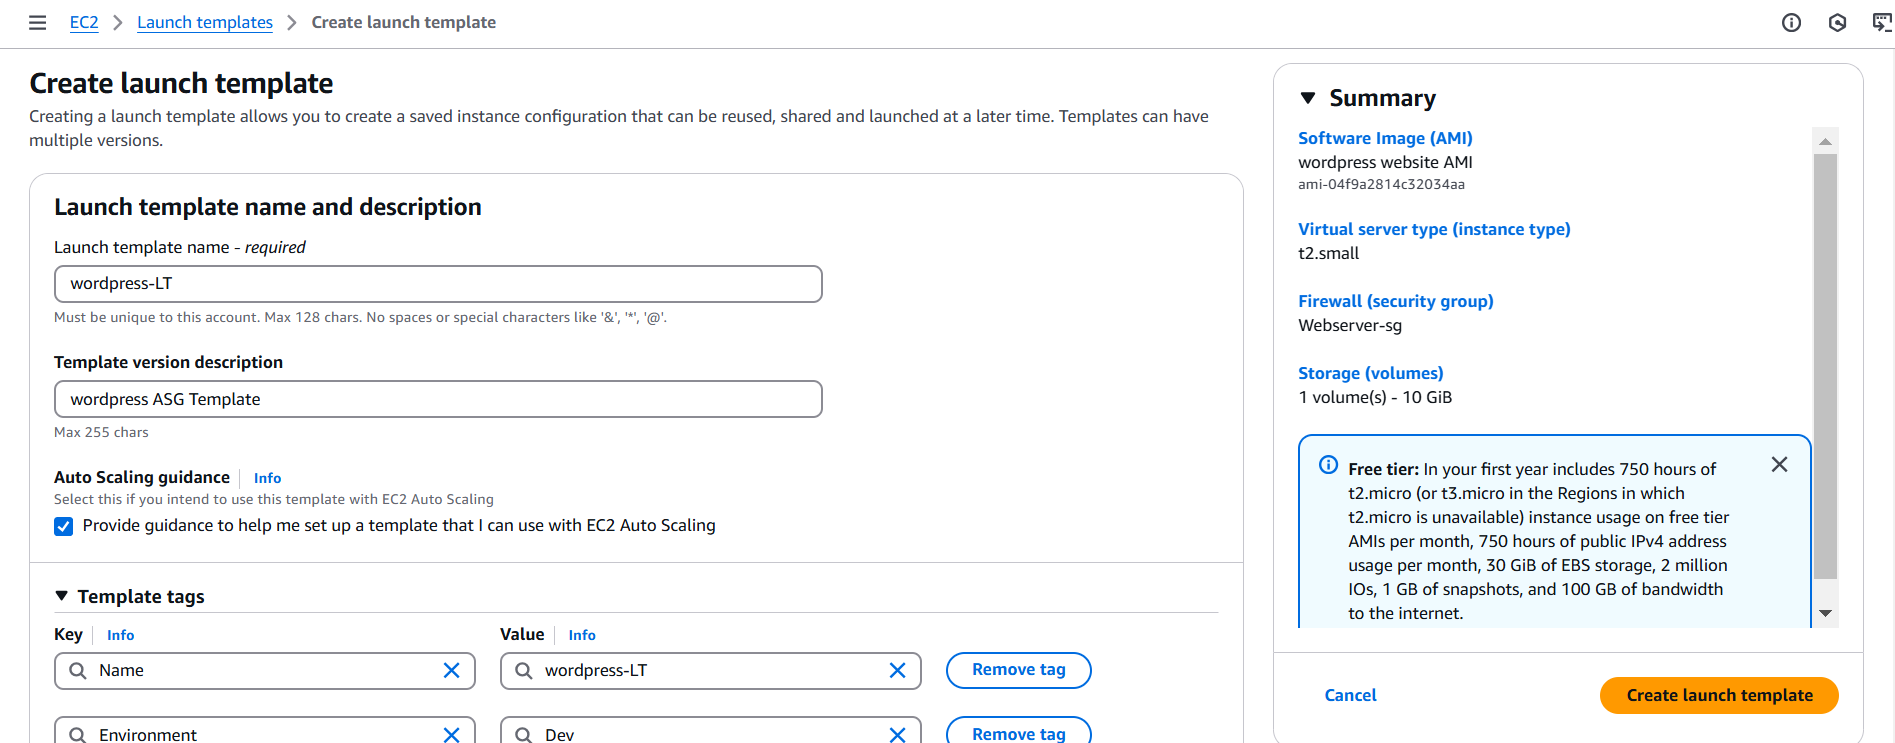 EC2 > Launch templates > Create launch template
Create launch template
Creating a launch template allows you to create a saved instance configuration that can be reused, shared and launched at a later time. Templates can have
multiple versions.
Launch template name and description
Launch template name - required
wordpress-LT
Must be unique to this account. Max 128 chars. No spaces or special characters like '&', '*', '@'.
Template version description
wordpress ASG Template
Max 255 chars
Auto Scaling guidance Info
Select this if you intend to use this template with EC2 Auto Scaling
Provide guidance to help me set up a template that I can use with EC2 Auto Scaling
Template tags
Key Info Value Info
Name wordpress-LT Remove tag
Environment Dev Remove tag
Summary
Software Image (AMI)
wordpress website AMI
ami-04f9a2814c32034aa
Virtual server type (instance type)
t2.small
Firewall (security group)
Webserver-sg
Storage (volumes)
1 volume(s) - 10 GiB
Free tier: In your first year includes 750 hours of
t2.micro (or t3.micro in the Regions in which
t2.micro is unavailable) instance usage on free tier
AMIs per month, 750 hours of public IPv4 address
usage per month, 30 GiB of EBS storage, 2 million
IOs, 1 GB of snapshots, and 100 GB of bandwidth
to the internet.
Cancel Create launch template